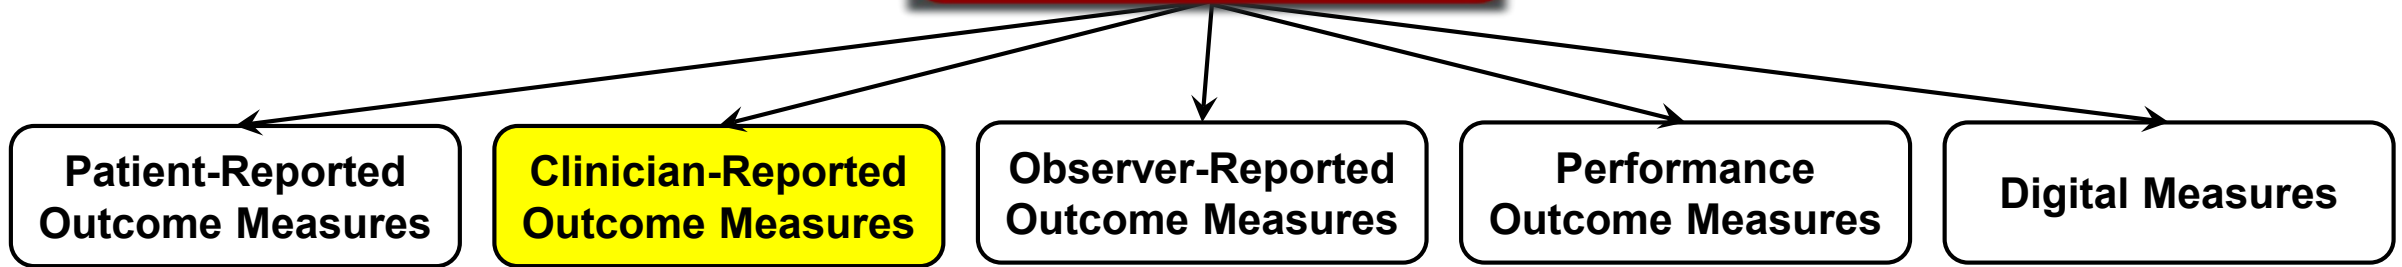 Patient-Reported
Outcome Measures
Clinician-Reported
Outcome Measures
Observer-Reported
Outcome Measures
Performance
Outcome Measures
Digital Measures